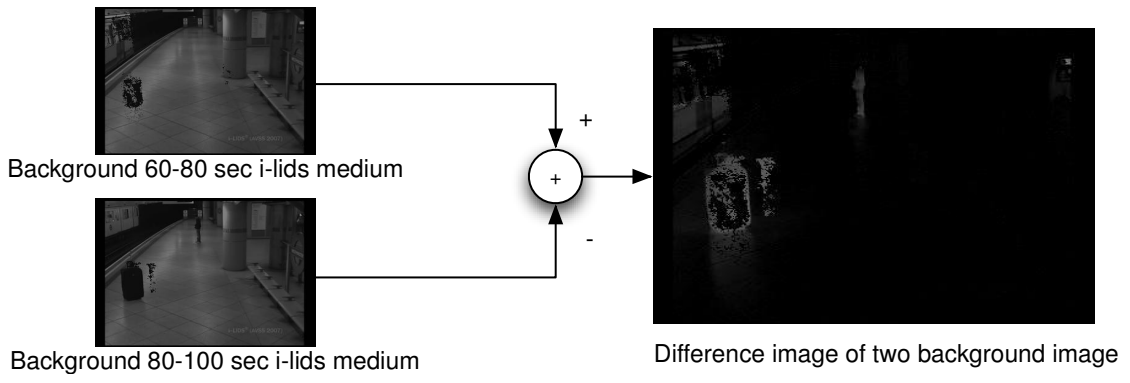 Background 60-80 sec i-lids medium
+
+
-
Background 80-100 sec i-lids medium
Difference image of two background image